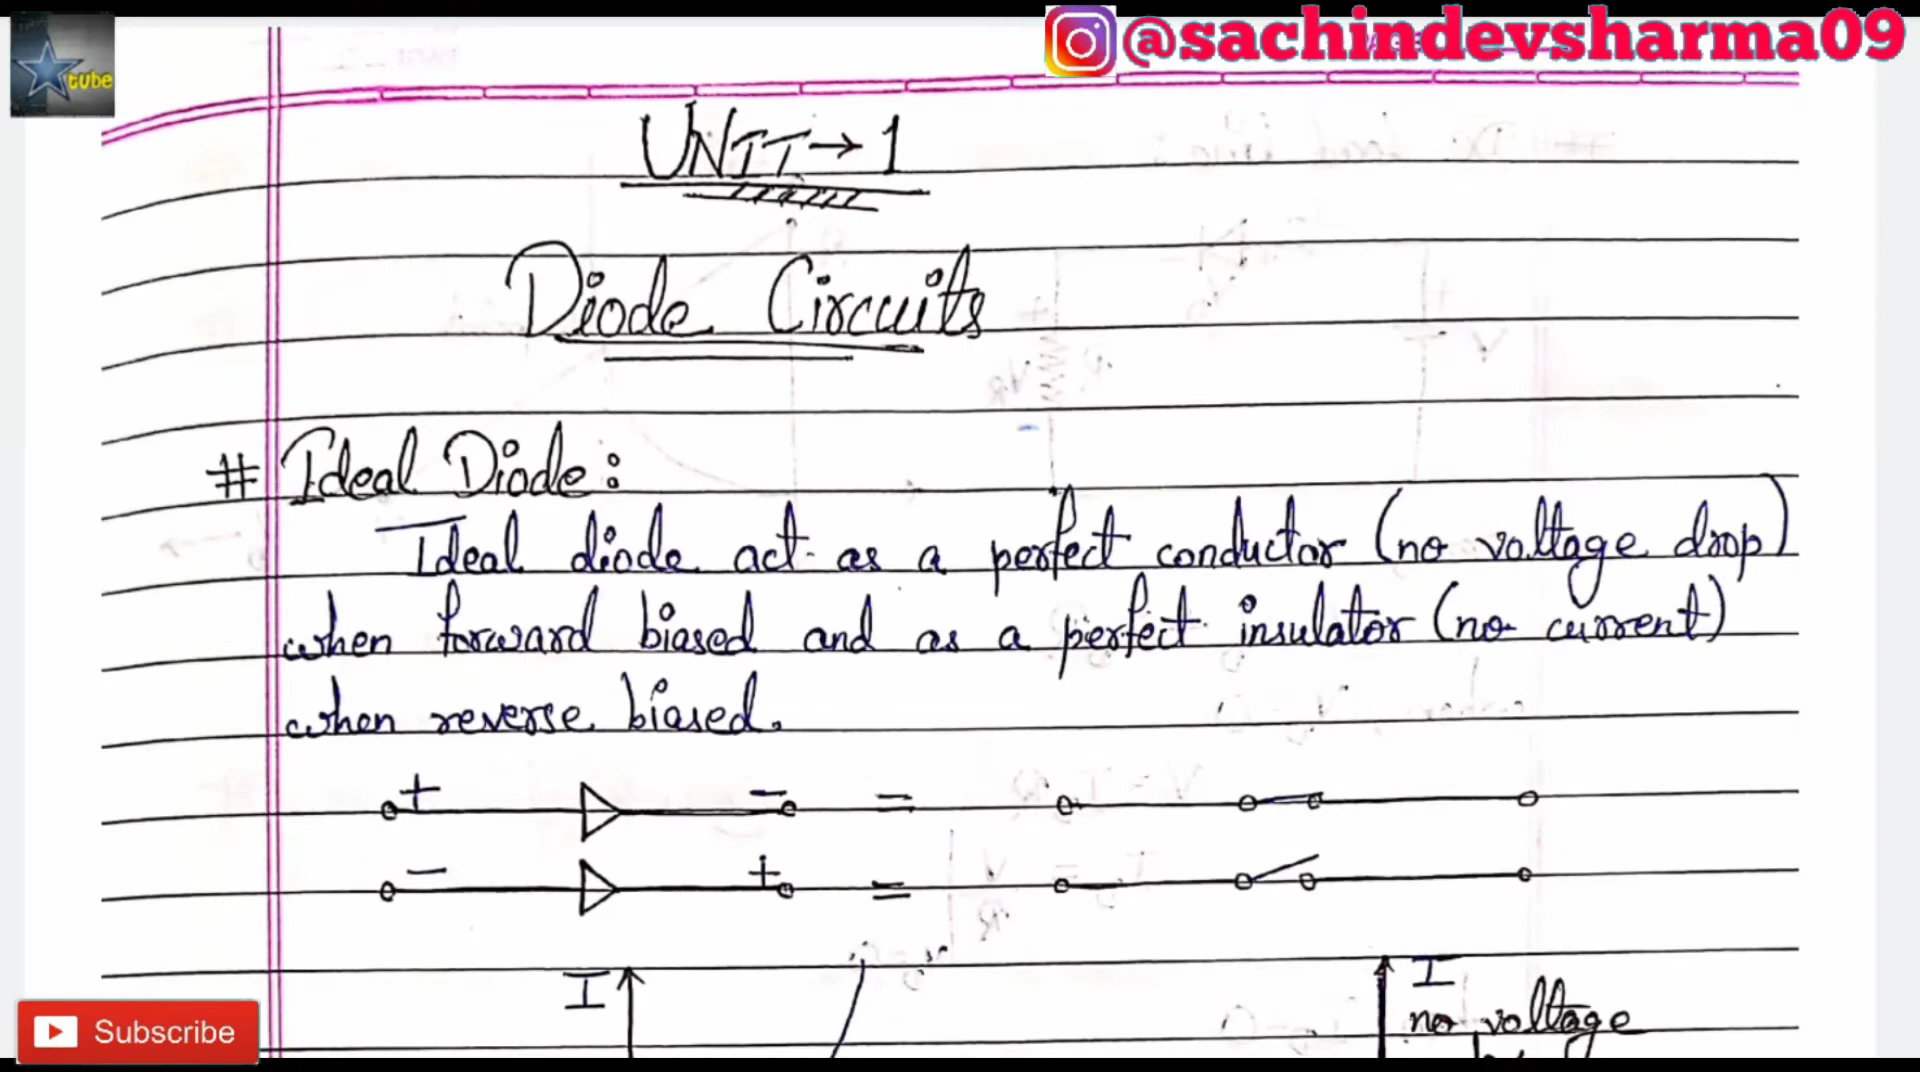 @sachindevsharma09
tube
UNIT→1
Diode Circuits
# Ideal Diode:
Ideal diode act as a perfect conductor (no voltage drop)
when forward biased and as a perfect insulator (no current)
when reverse biased.
+ - =
- + =
I I
no voltage
Subscribe